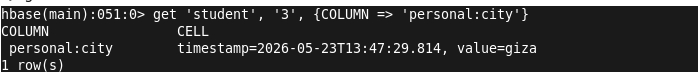 hbase(main):051:0> get 'student', '3', {COLUMN => 'personal:city'}
COLUMN                CELL
 personal:city        timestamp=2026-05-23T13:47:29.814, value=giza
1 row(s)